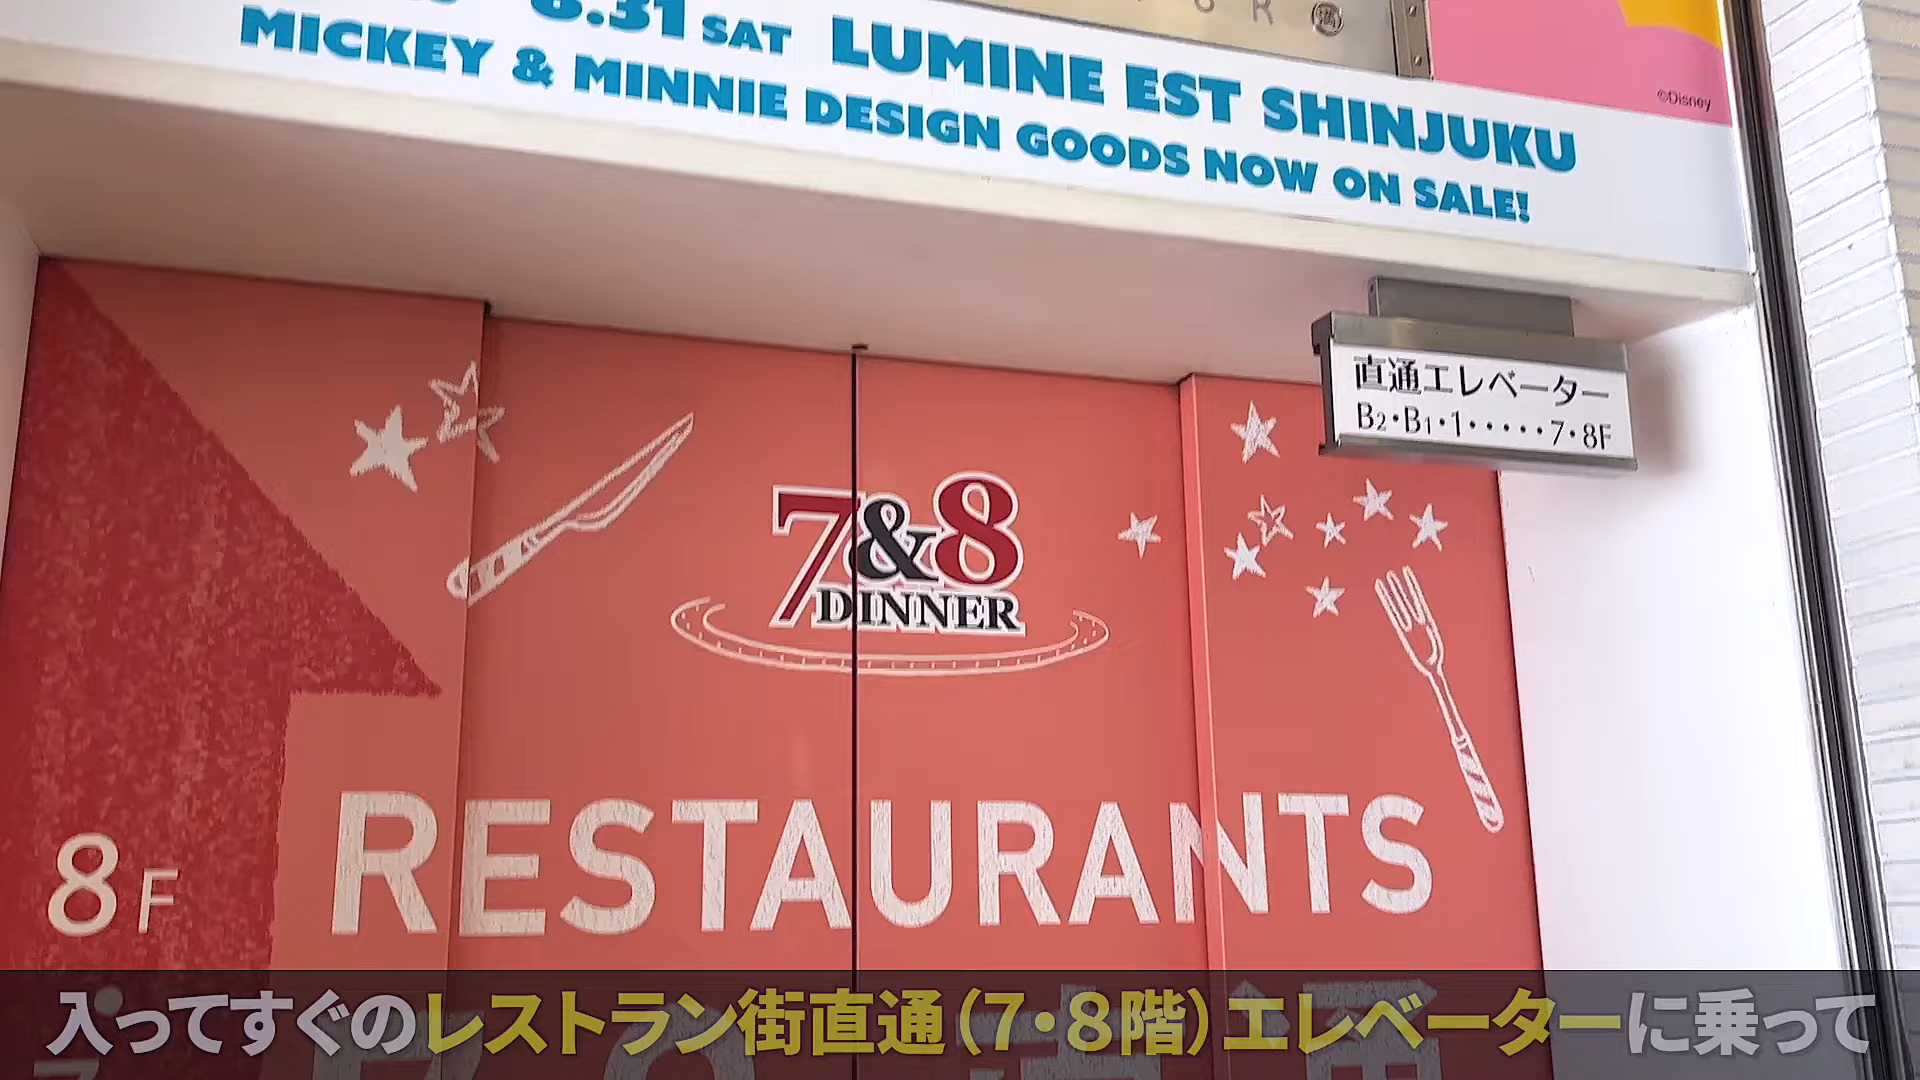 8.31 SAT LUMINE EST SHINJUKU
MICKEY & MINNIE DESIGN GOODS NOW ON SALE!
©Disney
直通エレベーター
B2・B1・1・・・・・7・8F
7&8
DINNER
RESTAURANTS
8F
入ってすぐのレストラン街直通（7・8階）エレベーターに乗って